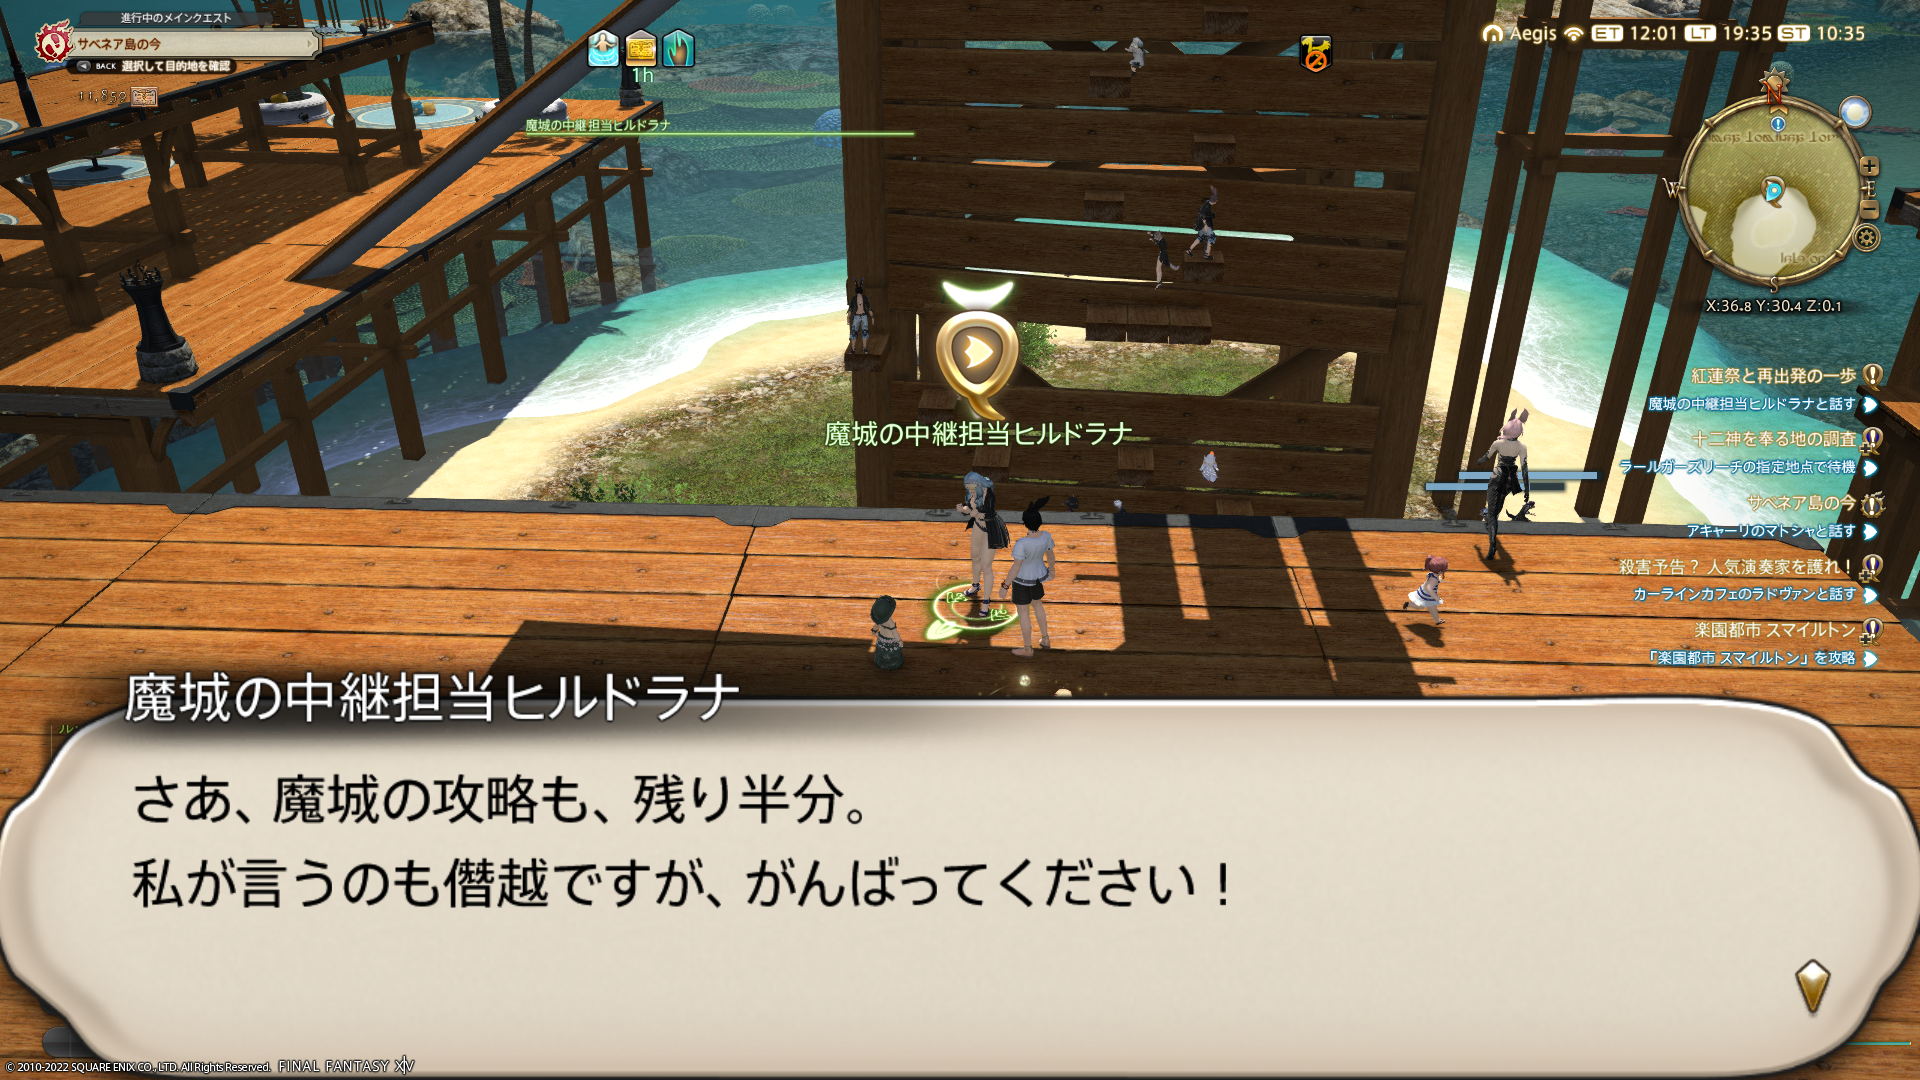 進行中のメインクエスト
サベネア島の今
BACK 選択して目的地を確認
11,859
1h
Aegis ET 12:01 LT 19:35 ST 10:35
魔城の中継担当ヒルドラナ
N
W
E
S
X:36.8 Y:30.4 Z:0.1
紅蓮祭と再出発の一歩
魔城の中継担当ヒルドラナと話す
十二神を奉る地の調査
ラールガーズリーチの指定地点で待機
サベネア島の今
アキャーリのマトシャと話す
殺害予告？ 人気演奏家を護れ！
カーラインカフェのラドヴァンと話す
楽園都市 スマイルトン
「楽園都市 スマイルトン」を攻略
魔城の中継担当ヒルドラナ
魔城の中継担当ヒルドラナ
さあ、魔城の攻略も、残り半分。
私が言うのも僭越ですが、がんばってください！
© 2010-2022 SQUARE ENIX CO., LTD. All Rights Reserved. FINAL FANTASY XIV